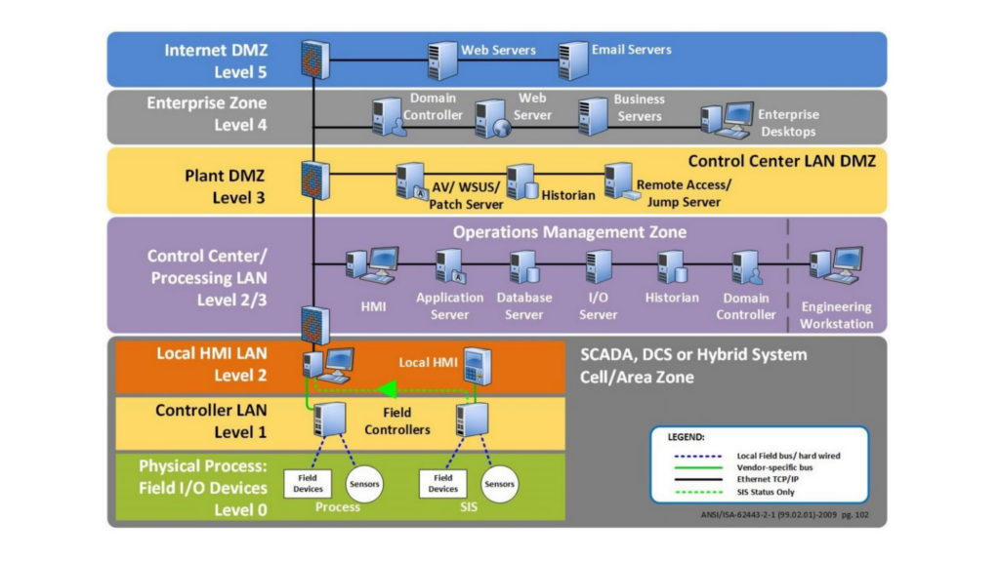 Internet DMZ
Level 5
Web Servers
Email Servers
Enterprise Zone
Level 4
Domain
Controller
Web
Server
Business
Servers
Enterprise
Desktops
Control Center LAN DMZ
Plant DMZ
Level 3
A
AV/ WSUS/
Patch Server
Historian
Remote Access/
Jump Server
Operations Management Zone
Control Center/
Processing LAN
Level 2/3
HMI
A
Application
Server
Database
Server
I/O
Server
Historian
Domain
Controller
Engineering
Workstation
Local HMI LAN
Level 2
Local HMI
SCADA, DCS or Hybrid System
Cell/Area Zone
Controller LAN
Level 1
Field
Controllers
Physical Process:
Field I/O Devices
Level 0
Field
Devices
Sensors
Process
Field
Devices
Sensors
SIS
LEGEND:
Local Field bus/ hard wired
Vendor-specific bus
Ethernet TCP/IP
SIS Status Only
ANSI/ISA-62443-2-1 (99.02.01)-2009 pg. 102